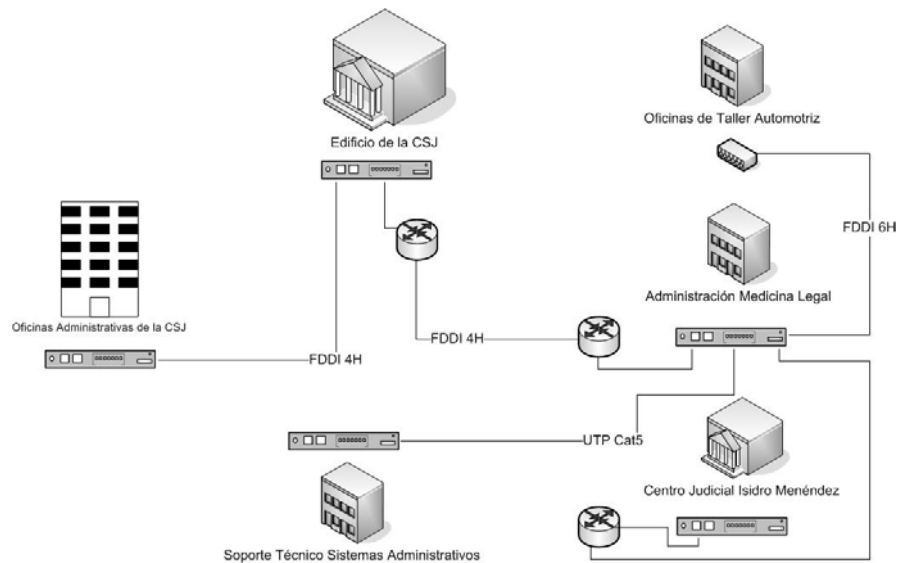 Edificio de la CSJ
Oficinas de Taller Automotriz
FDDI 6H
Administración Medicina Legal
Oficinas Administrativas de la CSJ
FDDI 4H
FDDI 4H
UTP Cat5
Centro Judicial Isidro Menéndez
Soporte Técnico Sistemas Administrativos